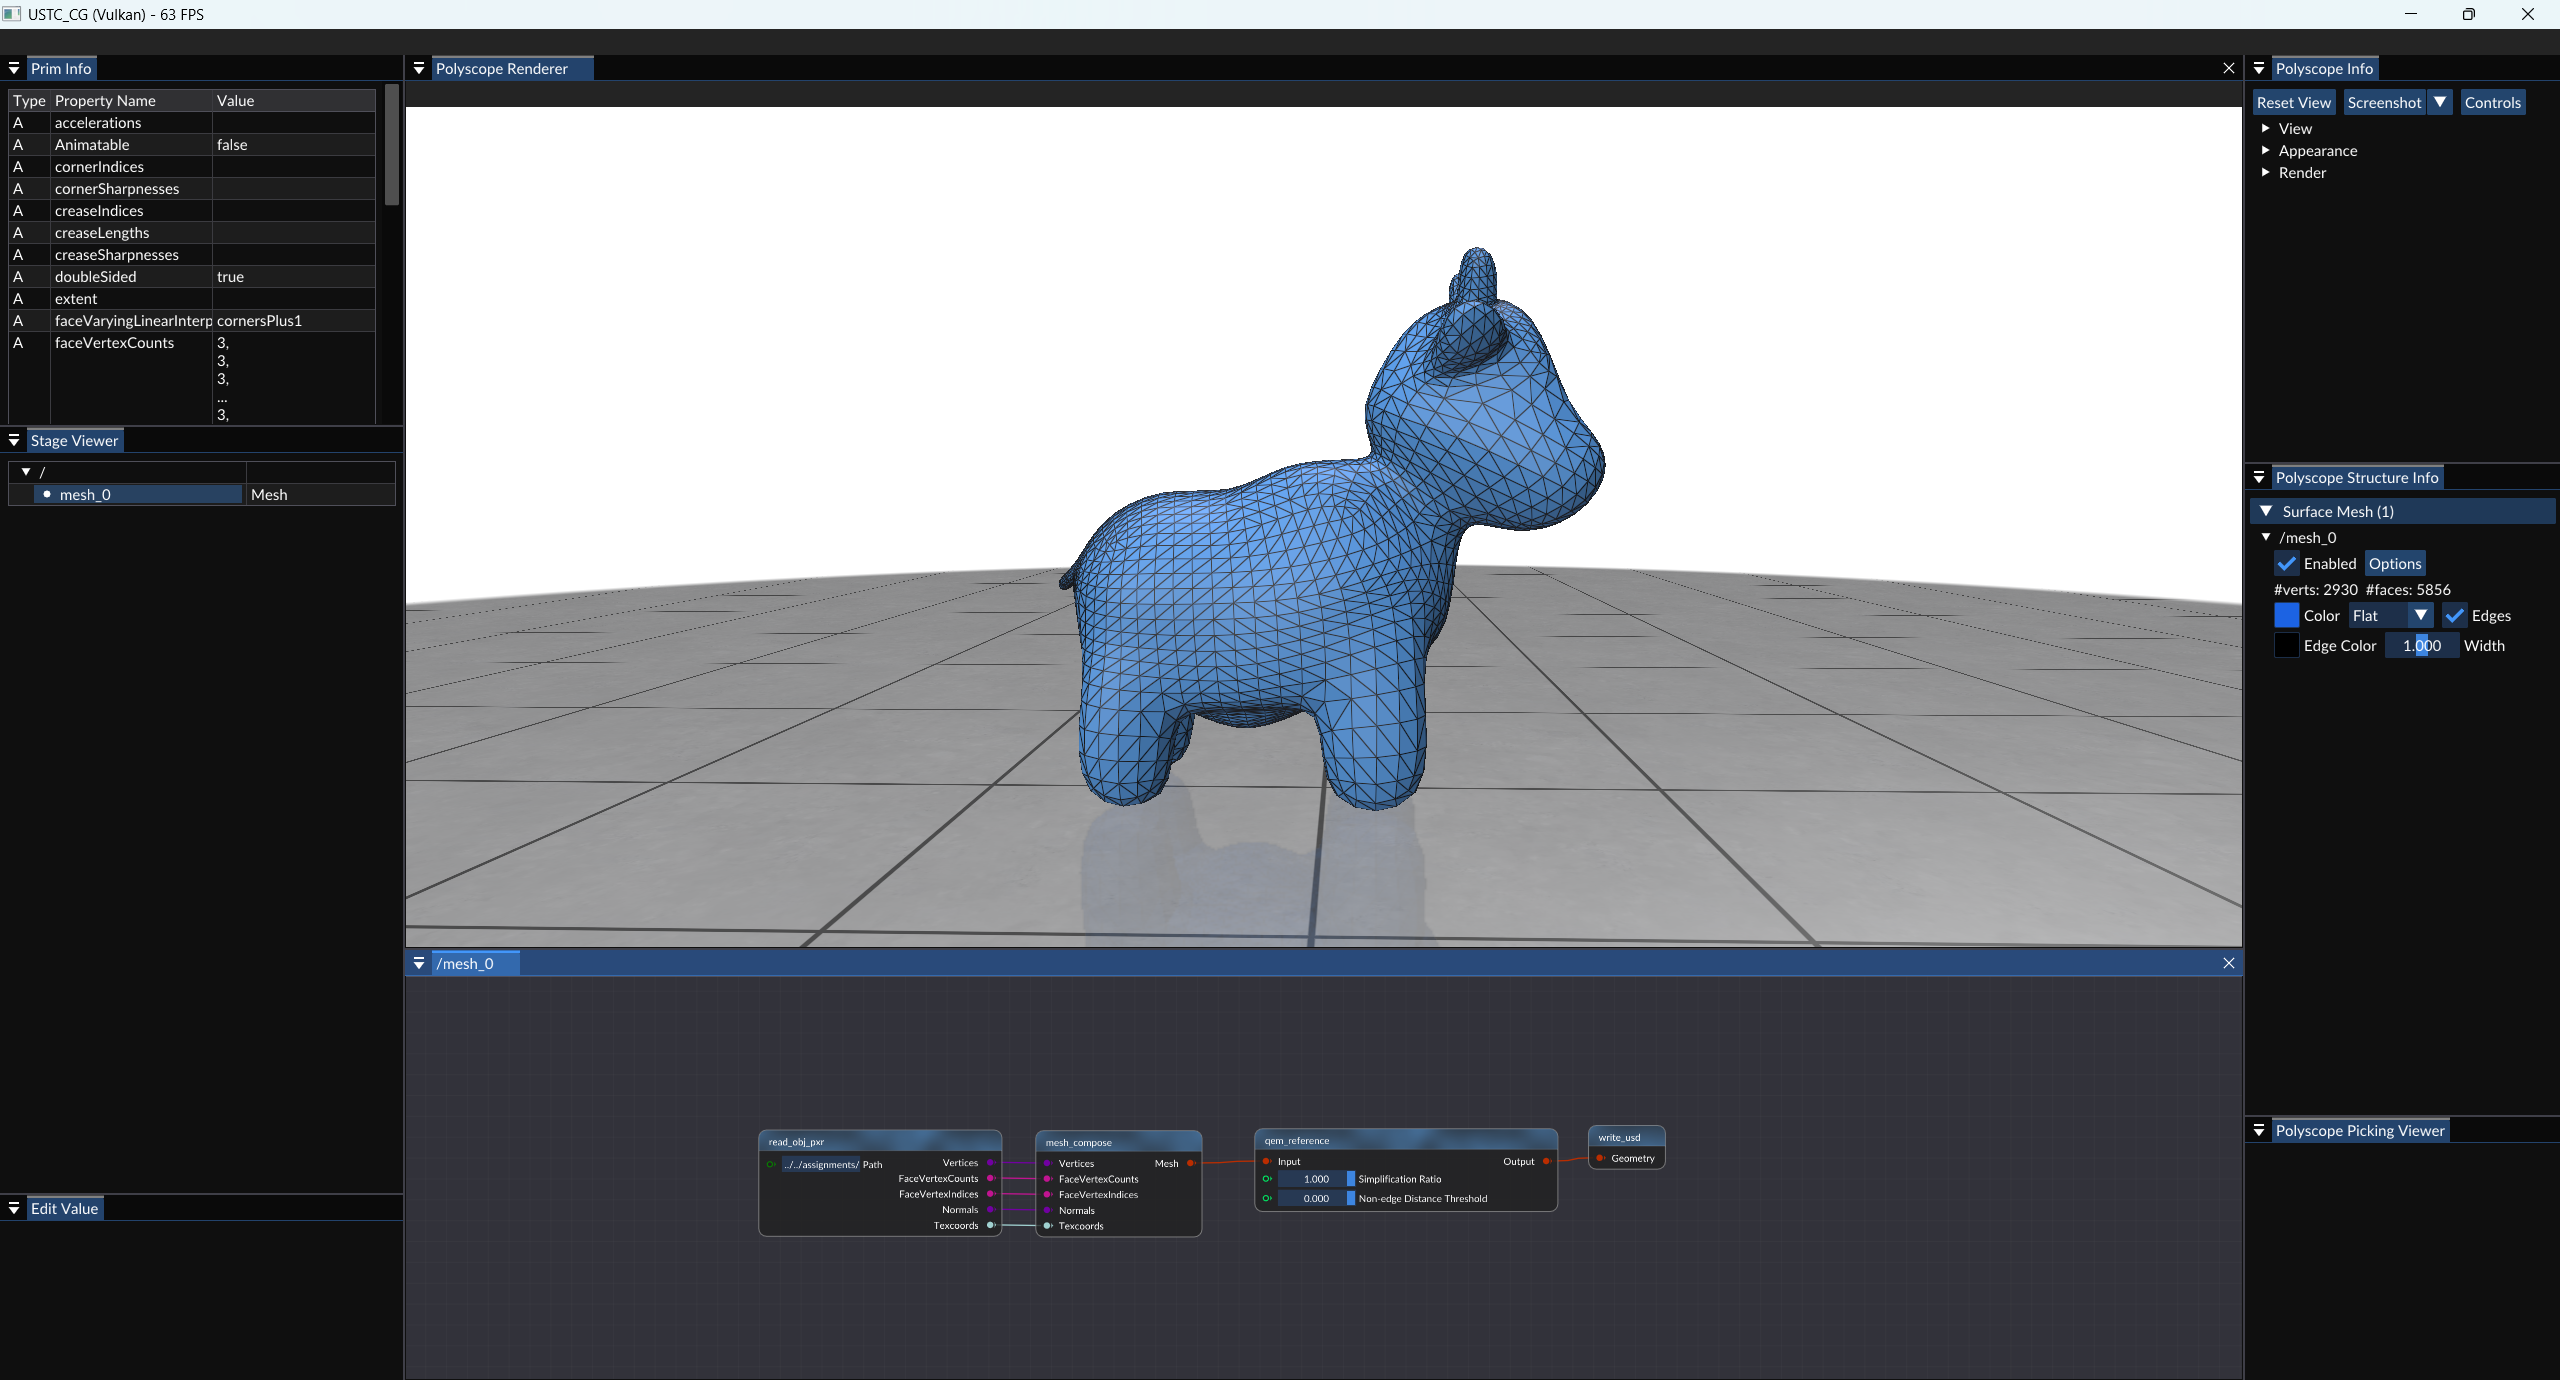 USTC_CG (Vulkan) - 63 FPS
Prim Info
Type Property Name Value
A accelerations
A Animatable false
A cornerIndices
A cornerSharpnesses
A creaseIndices
A creaseLengths
A creaseSharpnesses
A doubleSided true
A extent
A faceVaryingLinearInterp cornersPlus1
A faceVertexCounts 3,
3,
3,
...
3,
Stage Viewer
/
mesh_0 Mesh
Edit Value
Polyscope Renderer
/mesh_0
read_obj_pxr
../../assignments/ Path
Vertices
FaceVertexCounts
FaceVertexIndices
Normals
Texcoords
mesh_compose
Vertices Mesh
FaceVertexCounts
FaceVertexIndices
Normals
Texcoords
qem_reference
Input Output
1.000 Simplification Ratio
0.000 Non-edge Distance Threshold
write_usd
Geometry
Polyscope Info
Reset View Screenshot Controls
View
Appearance
Render
Polyscope Structure Info
Surface Mesh (1)
/mesh_0
Enabled Options
#verts: 2930 #faces: 5856
Color Flat Edges
Edge Color 1.000 Width
Polyscope Picking Viewer